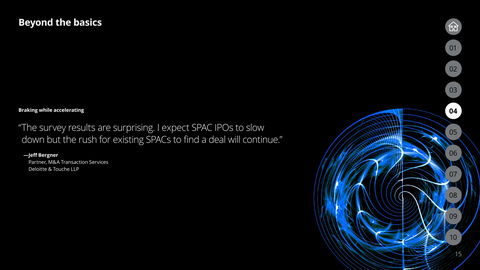 Beyond the basics
Braking while accelerating
“The survey results are surprising. I expect SPAC IPOs to slow
down but the rush for existing SPACs to find a deal will continue.”
—Jeff Bergner
Partner, M&A Transaction Services
Deloitte & Touche LLP
01
02
03
04
05
06
07
08
09
10
15